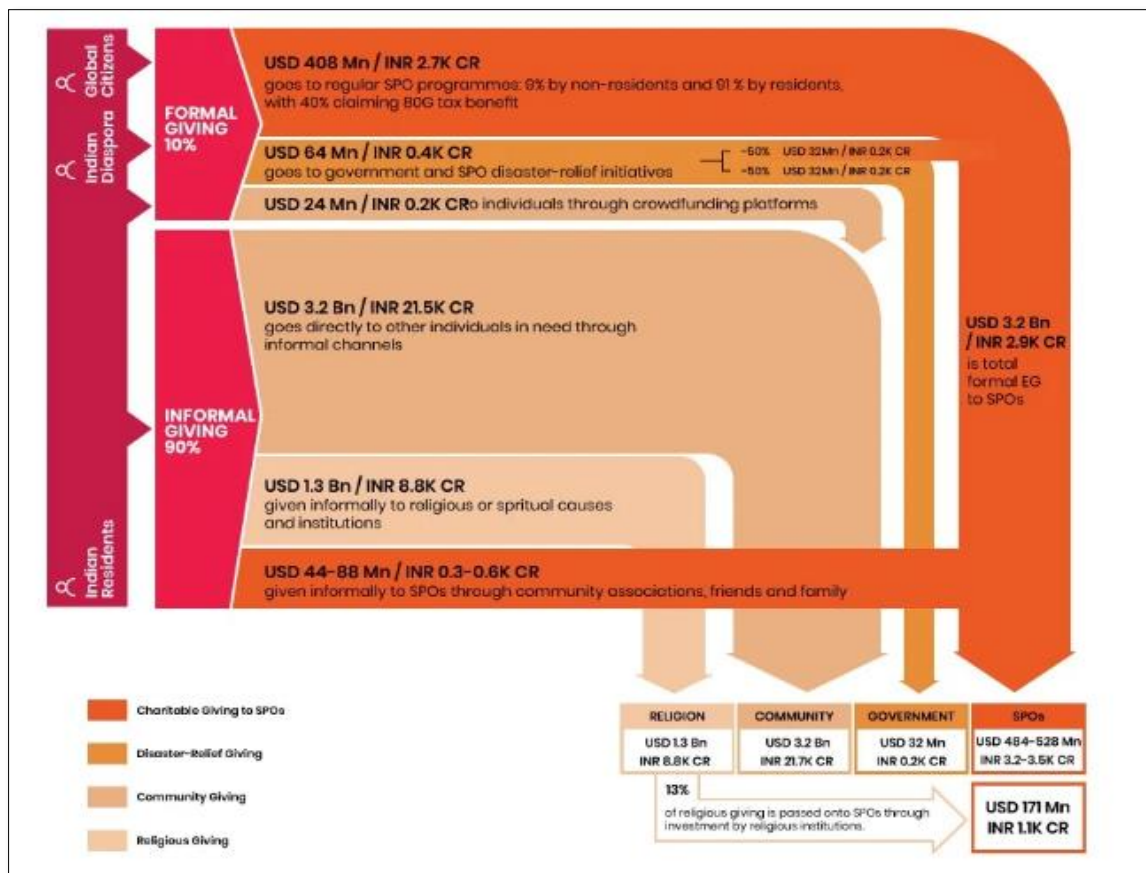 Global Citizens
Indian Diaspora
Indian Residents
FORMAL
GIVING
10%
USD 408 Mn / INR 2.7K CR
goes to regular SPO programmes: 9% by non-residents and 91 % by residents,
with 40% claiming 80G tax benefit
USD 64 Mn / INR 0.4K CR
goes to government and SPO disaster-relief initiatives
~50% USD 32Mn / INR 0.2K CR
~50% USD 32Mn / INR 0.2K CR
USD 24 Mn / INR 0.2K CR o individuals through crowdfunding platforms
INFORMAL
GIVING
90%
USD 3.2 Bn / INR 21.5K CR
goes directly to other individuals in need through
informal channels
USD 1.3 Bn / INR 8.8K CR
given informally to religious or spritual causes
and institutions
USD 44-88 Mn / INR 0.3-0.6K CR
given informally to SPOs through community associations, friends and family
USD 3.2 Bn
/ INR 2.9K CR
is total
formal EG
to SPOs
Charitable Giving to SPOs
Disaster-Relief Giving
Community Giving
Religious Giving
RELIGION
USD 1.3 Bn
INR 8.8K CR
COMMUNITY
USD 3.2 Bn
INR 21.7K CR
GOVERNMENT
USD 32 Mn
INR 0.2K CR
SPOs
USD 484-528 Mn
INR 3.2-3.5K CR
13%
of religious giving is passed onto SPOs through
investment by religious institutions.
USD 171 Mn
INR 1.1K CR